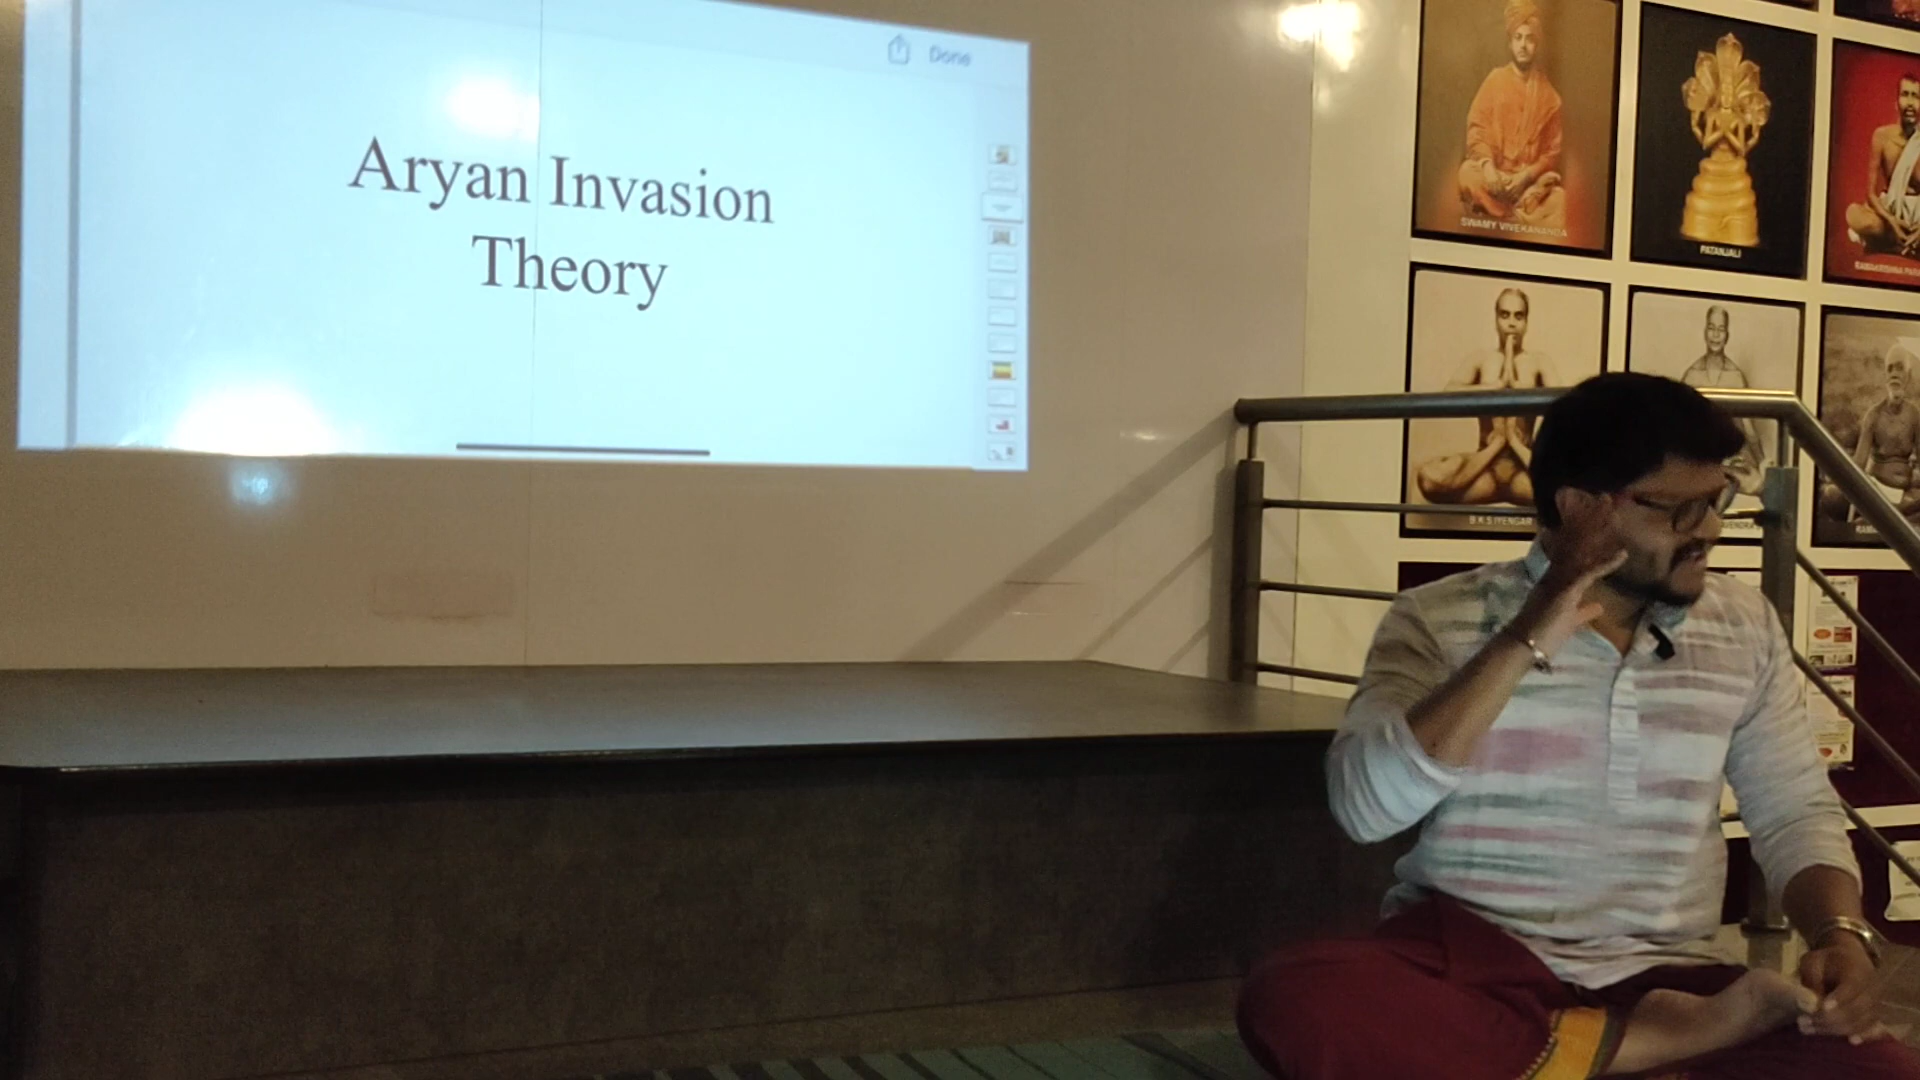 Done
Aryan Invasion
Theory
SWAMY VIVEKANANDA
PATANJALI
B.K.S.IYENGAR